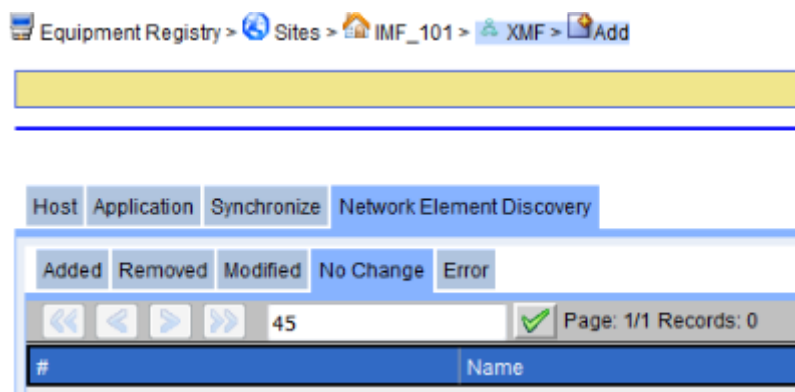 Equipment Registry > Sites > IMF_101 > XMF > Add
Host Application Synchronize Network Element Discovery
Added Removed Modified No Change Error
45 Page: 1/1 Records: 0
# Name